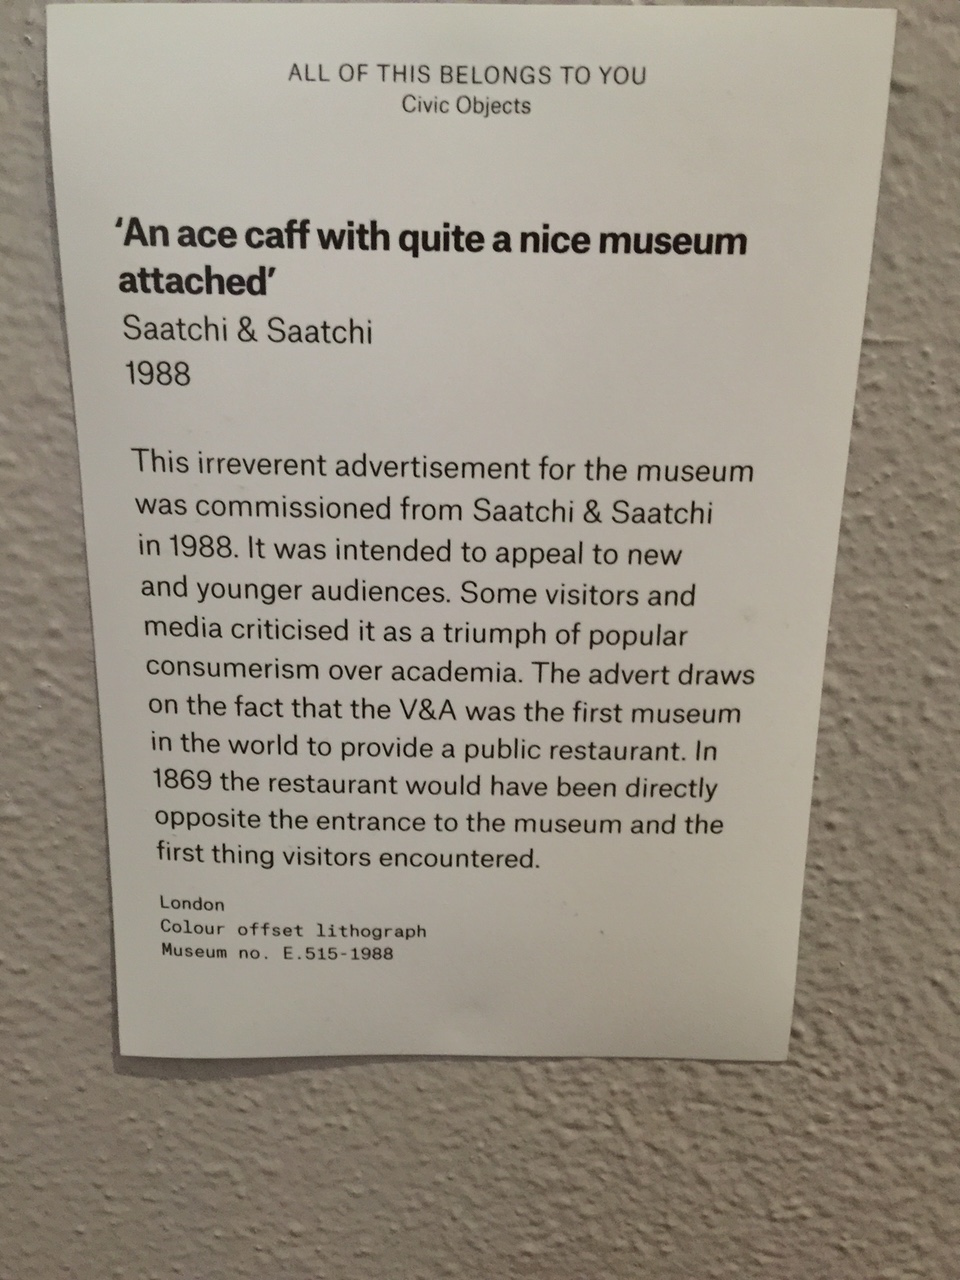 ALL OF THIS BELONGS TO YOU
Civic Objects
‘An ace caff with quite a nice museum
attached’
Saatchi & Saatchi
1988
This irreverent advertisement for the museum
was commissioned from Saatchi & Saatchi
in 1988. It was intended to appeal to new
and younger audiences. Some visitors and
media criticised it as a triumph of popular
consumerism over academia. The advert draws
on the fact that the V&A was the first museum
in the world to provide a public restaurant. In
1869 the restaurant would have been directly
opposite the entrance to the museum and the
first thing visitors encountered.
London
Colour offset lithograph
Museum no. E.515-1988